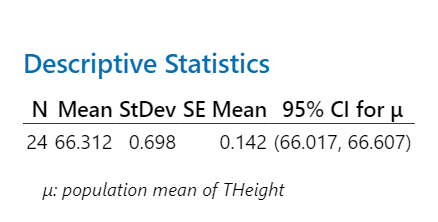 Descriptive Statistics
N Mean StDev SE Mean 95% CI for μ
24 66.312 0.698 0.142 (66.017, 66.607)
μ: population mean of THeight